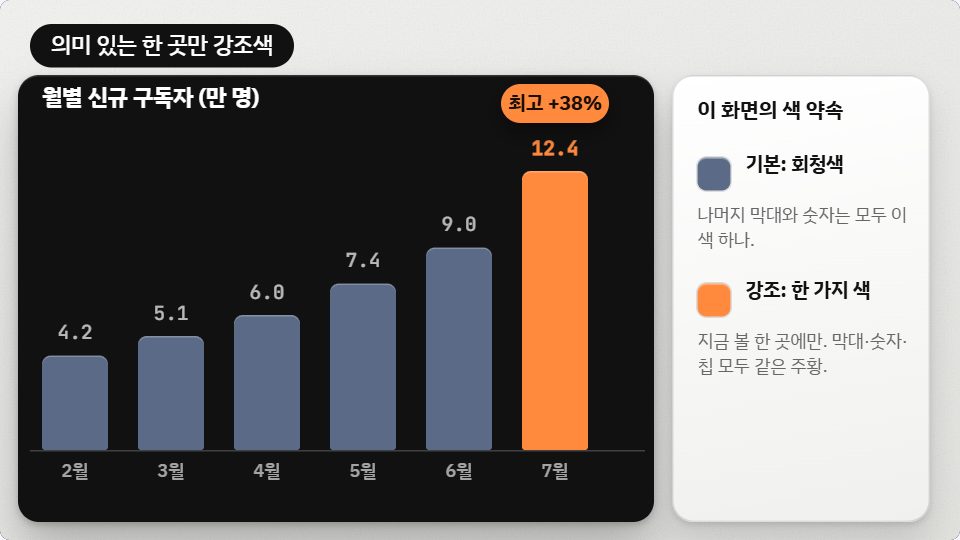 의미 있는 한 곳만 강조색
월별 신규 구독자 (만 명)
최고 +38%
12.4
9.0
7.4
6.0
5.1
4.2
2월
3월
4월
5월
6월
7월
이 화면의 색 약속
기본: 회청색
나머지 막대와 숫자는 모두 이
색 하나.
강조: 한 가지 색
지금 볼 한 곳에만. 막대·숫자·
칩 모두 같은 주황.